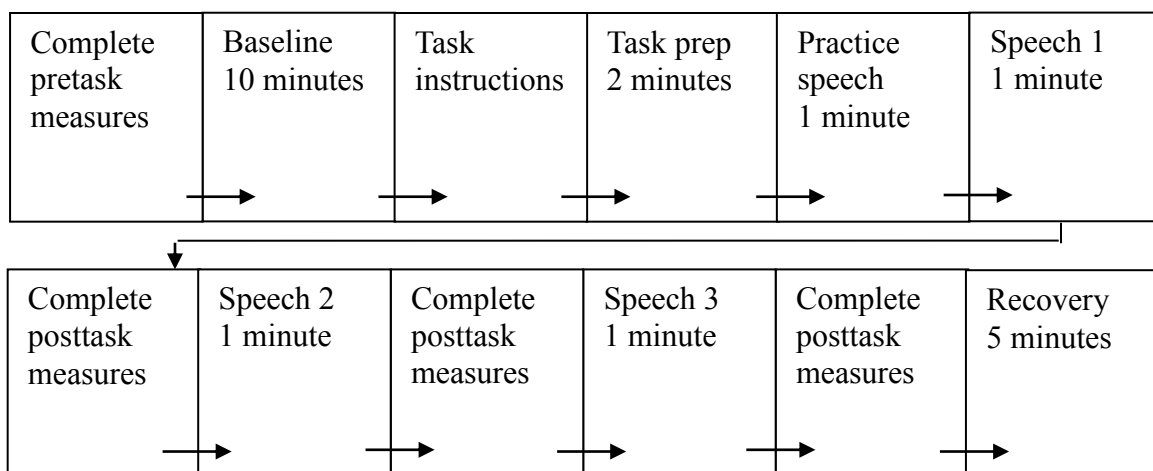 Complete
pretask
measures
Baseline
10 minutes
Task
instructions
Task prep
2 minutes
Practice
speech
1 minute
Speech 1
1 minute
Complete
posttask
measures
Speech 2
1 minute
Complete
posttask
measures
Speech 3
1 minute
Complete
posttask
measures
Recovery
5 minutes